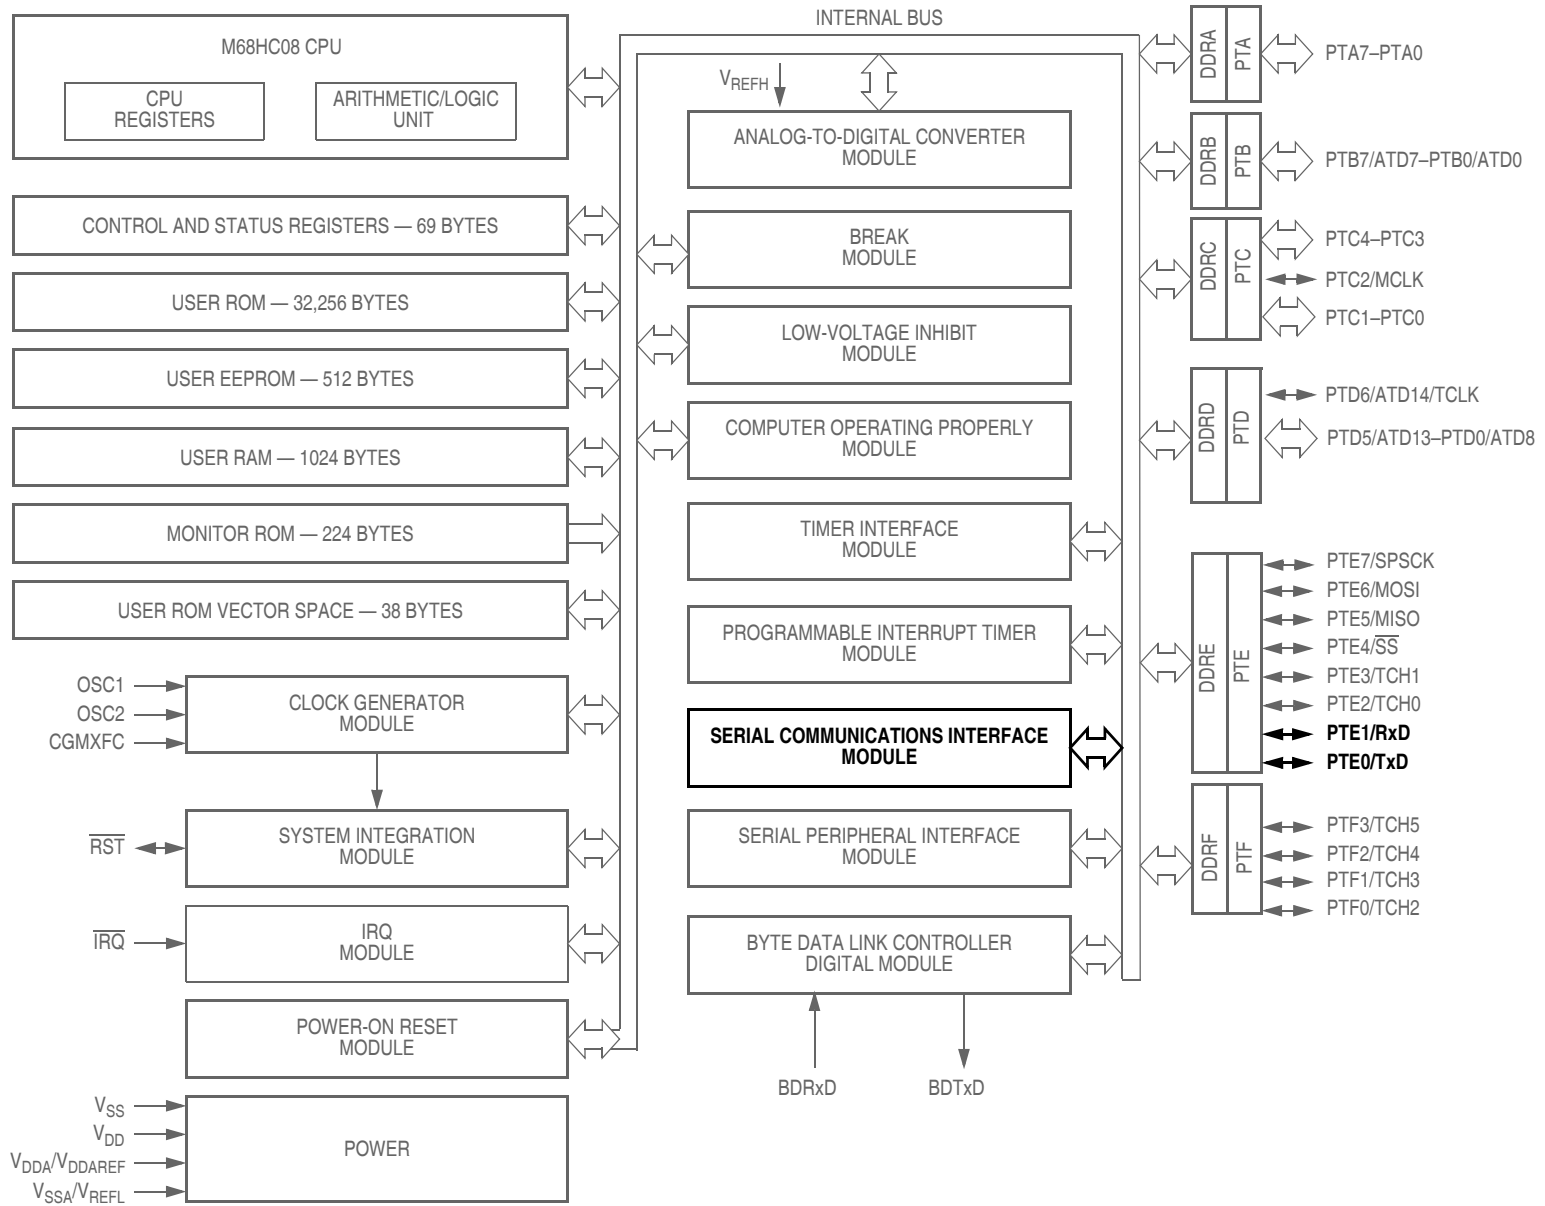 INTERNAL BUS
M68HC08 CPU
CPU
REGISTERS
ARITHMETIC/LOGIC
UNIT
CONTROL AND STATUS REGISTERS — 69 BYTES
USER ROM — 32,256 BYTES
USER EEPROM — 512 BYTES
USER RAM — 1024 BYTES
MONITOR ROM — 224 BYTES
USER ROM VECTOR SPACE — 38 BYTES
OSC1
OSC2
CGMXFC
CLOCK GENERATOR
MODULE
RST
SYSTEM INTEGRATION
MODULE
IRQ
IRQ
MODULE
POWER-ON RESET
MODULE
VSS
VDD
VDDA/VDDAREF
VSSA/VREFL
POWER
VREFH
ANALOG-TO-DIGITAL CONVERTER
MODULE
BREAK
MODULE
LOW-VOLTAGE INHIBIT
MODULE
COMPUTER OPERATING PROPERLY
MODULE
TIMER INTERFACE
MODULE
PROGRAMMABLE INTERRUPT TIMER
MODULE
SERIAL COMMUNICATIONS INTERFACE
MODULE
SERIAL PERIPHERAL INTERFACE
MODULE
BYTE DATA LINK CONTROLLER
DIGITAL MODULE
BDRxD
BDTxD
DDRA
PTA
PTA7–PTA0
DDRB
PTB
PTB7/ATD7–PTB0/ATD0
DDRC
PTC
PTC4–PTC3
PTC2/MCLK
PTC1–PTC0
DDRD
PTD
PTD6/ATD14/TCLK
PTD5/ATD13–PTD0/ATD8
DDRE
PTE
PTE7/SPSCK
PTE6/MOSI
PTE5/MISO
PTE4/SS
PTE3/TCH1
PTE2/TCH0
PTE1/RxD
PTE0/TxD
DDRF
PTF
PTF3/TCH5
PTF2/TCH4
PTF1/TCH3
PTF0/TCH2